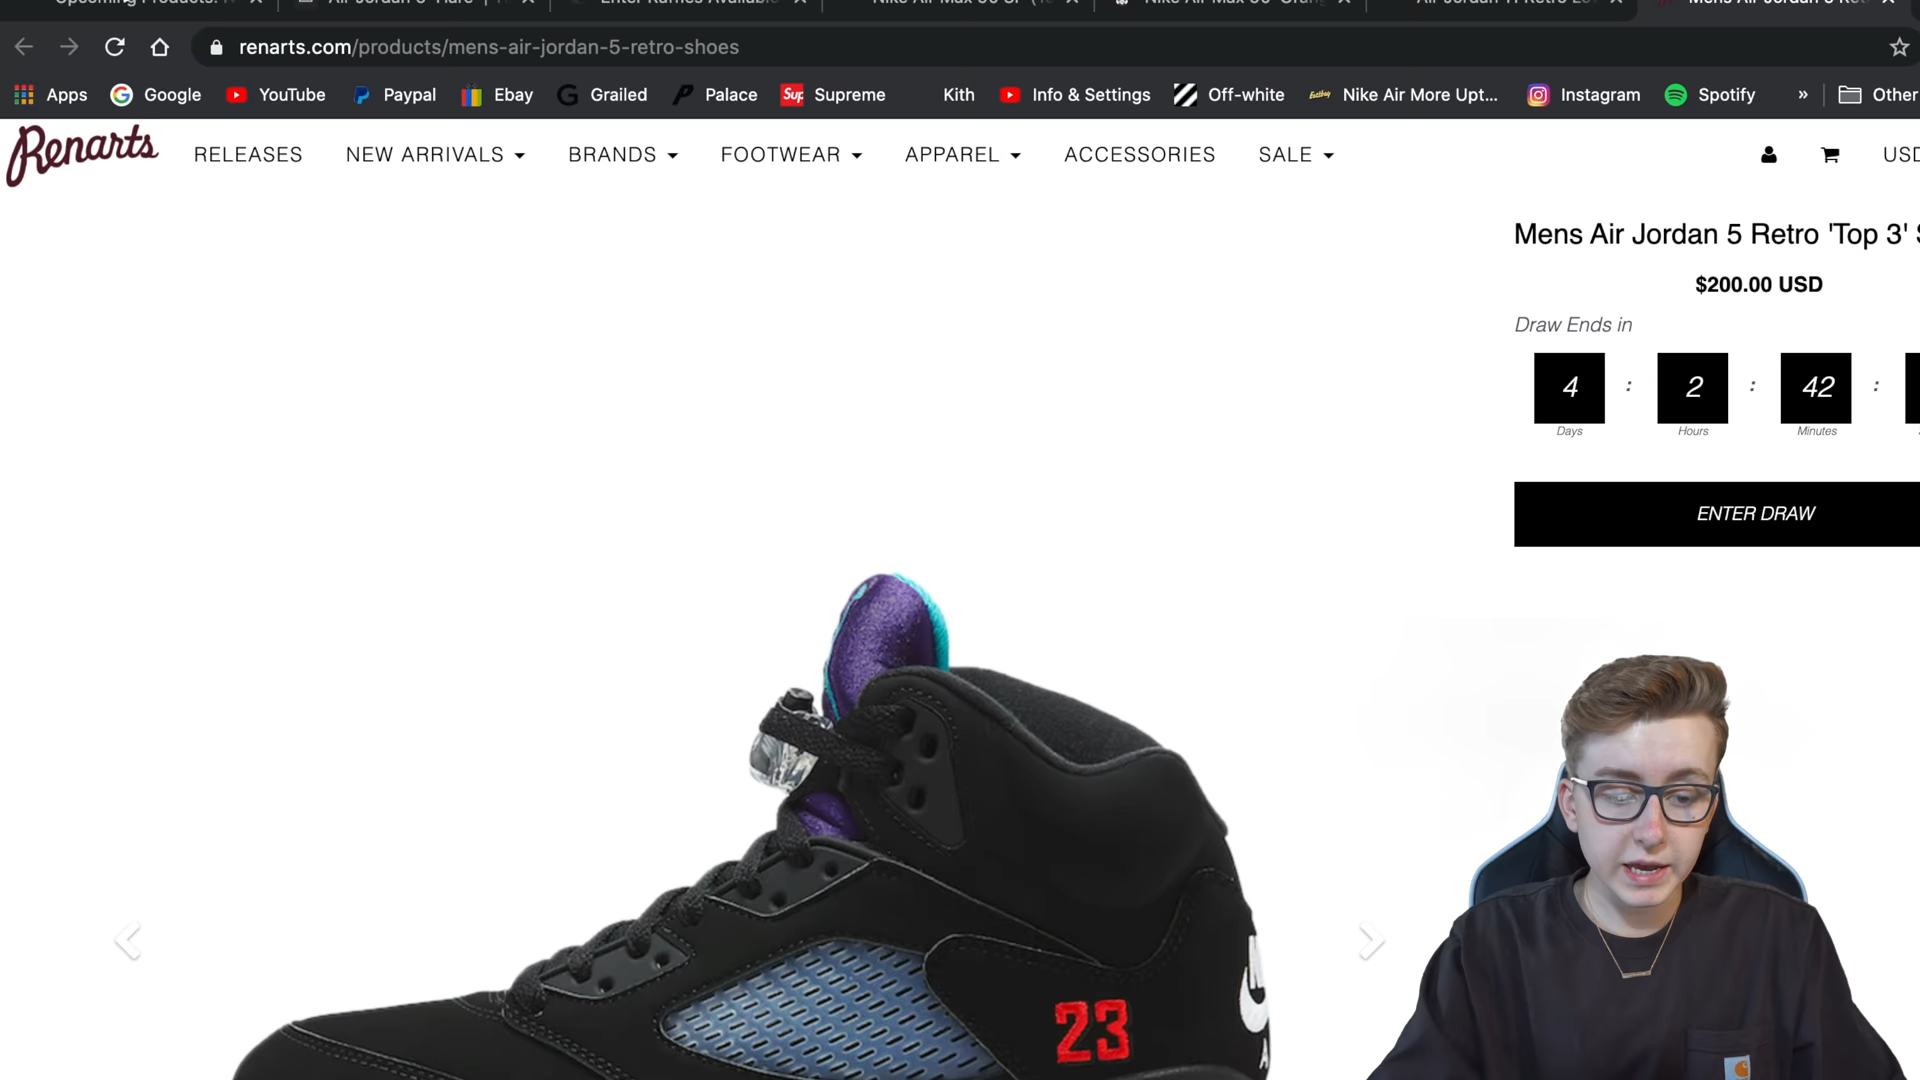 renarts.com/products/mens-air-jordan-5-retro-shoes
Apps Google YouTube Paypal Ebay Grailed Palace Sup Supreme Kith Info & Settings Off-white Nike Air More Upt... Instagram Spotify » Other
Renarts RELEASES NEW ARRIVALS BRANDS FOOTWEAR APPAREL ACCESSORIES SALE USD
Mens Air Jordan 5 Retro 'Top 3'
$200.00 USD
Draw Ends in
4 : 2 : 42 :
Days Hours Minutes
ENTER DRAW
23